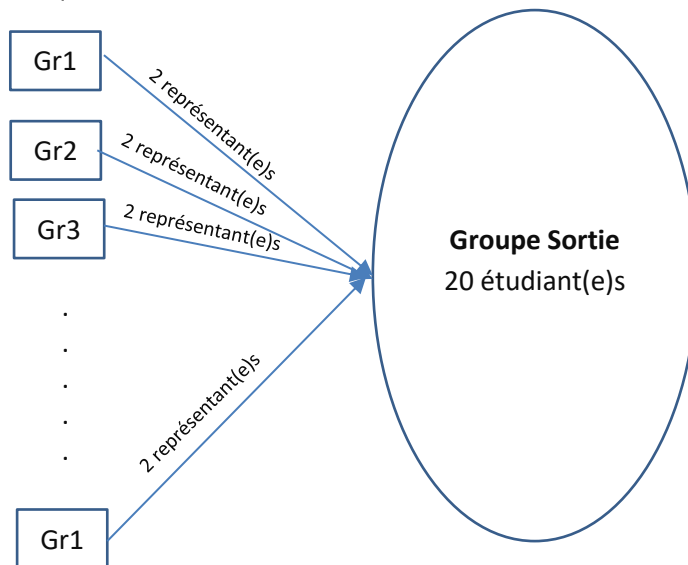 Gr1
2 représentant(e)s
Gr2
2 représentant(e)s
Gr3
2 représentant(e)s
Groupe Sortie
20 étudiant(e)s
.
.
.
.
.
2 représentant(e)s
Gr1